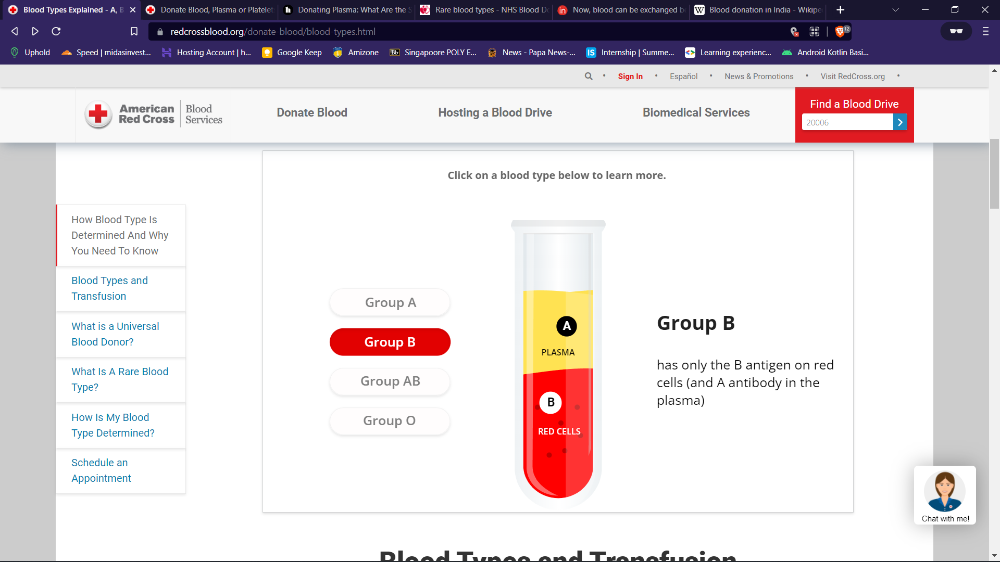 Blood Types Explained - A, B
Donate Blood, Plasma or Platelet
Donating Plasma: What Are the S
Rare blood types - NHS Blood Do
Now, blood can be exchanged be
Blood donation in India - Wikipe
redcrossblood.org/donate-blood/blood-types.html
12
Uphold
Speed | midasinvest...
Hosting Account | h...
Google Keep
Amizone
Singapoore POLY E...
News - Papa News-...
Internship | Summe...
Learning experienc...
Android Kotlin Basi...
Sign In
Español
News & Promotions
Visit RedCross.org
American Red Cross
Blood Services
Donate Blood
Hosting a Blood Drive
Biomedical Services
Find a Blood Drive
20006
Click on a blood type below to learn more.
How Blood Type Is
Determined And Why
You Need To Know
Blood Types and
Transfusion
What is a Universal
Blood Donor?
What Is A Rare Blood
Type?
How Is My Blood
Type Determined?
Schedule an
Appointment
Group A
Group B
Group AB
Group O
A
PLASMA
B
RED CELLS
Group B
has only the B antigen on red
cells (and A antibody in the
plasma)
Chat with me!
Blood Types and Transfusion